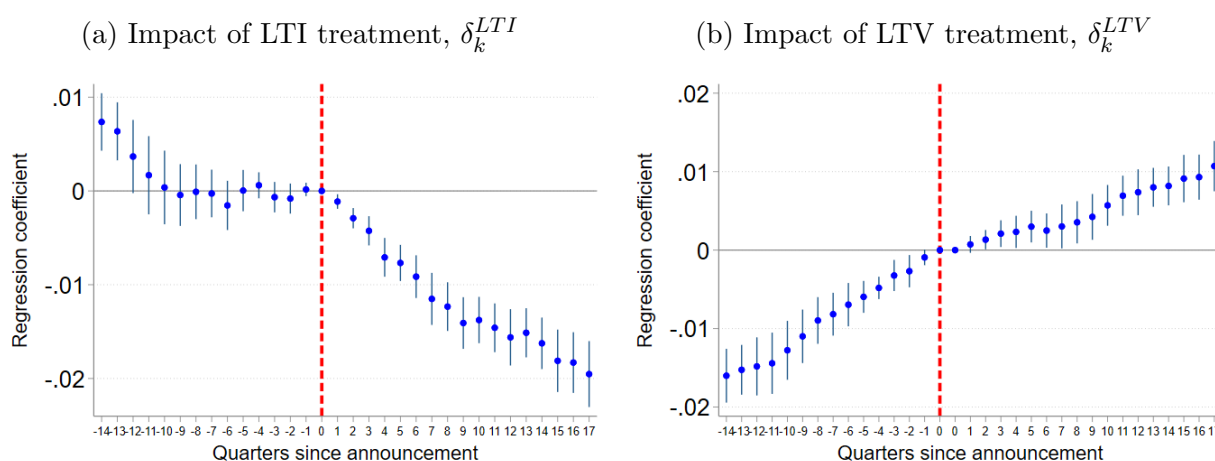 (a) Impact of LTI treatment, δ_k^{LTI}
.01
0
-.01
-.02
Regression coefficient
-14 -13 -12 -11 -10 -9 -8 -7 -6 -5 -4 -3 -2 -1 0 1 2 3 4 5 6 7 8 9 10 11 12 13 14 15 16 17
Quarters since announcement
(b) Impact of LTV treatment, δ_k^{LTV}
.02
.01
0
-.01
-.02
Regression coefficient
-14 -13 -12 -11 -10 -9 -8 -7 -6 -5 -4 -3 -2 -1 0 0 1 2 3 4 5 6 7 8 9 10 11 12 13 14 15 16
Quarters since announcement